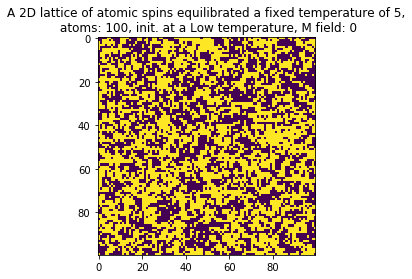 A 2D lattice of atomic spins equilibrated a fixed temperature of 5,
atoms: 100, init. at a Low temperature, M field: 0
0
20
40
60
80
0 20 40 60 80